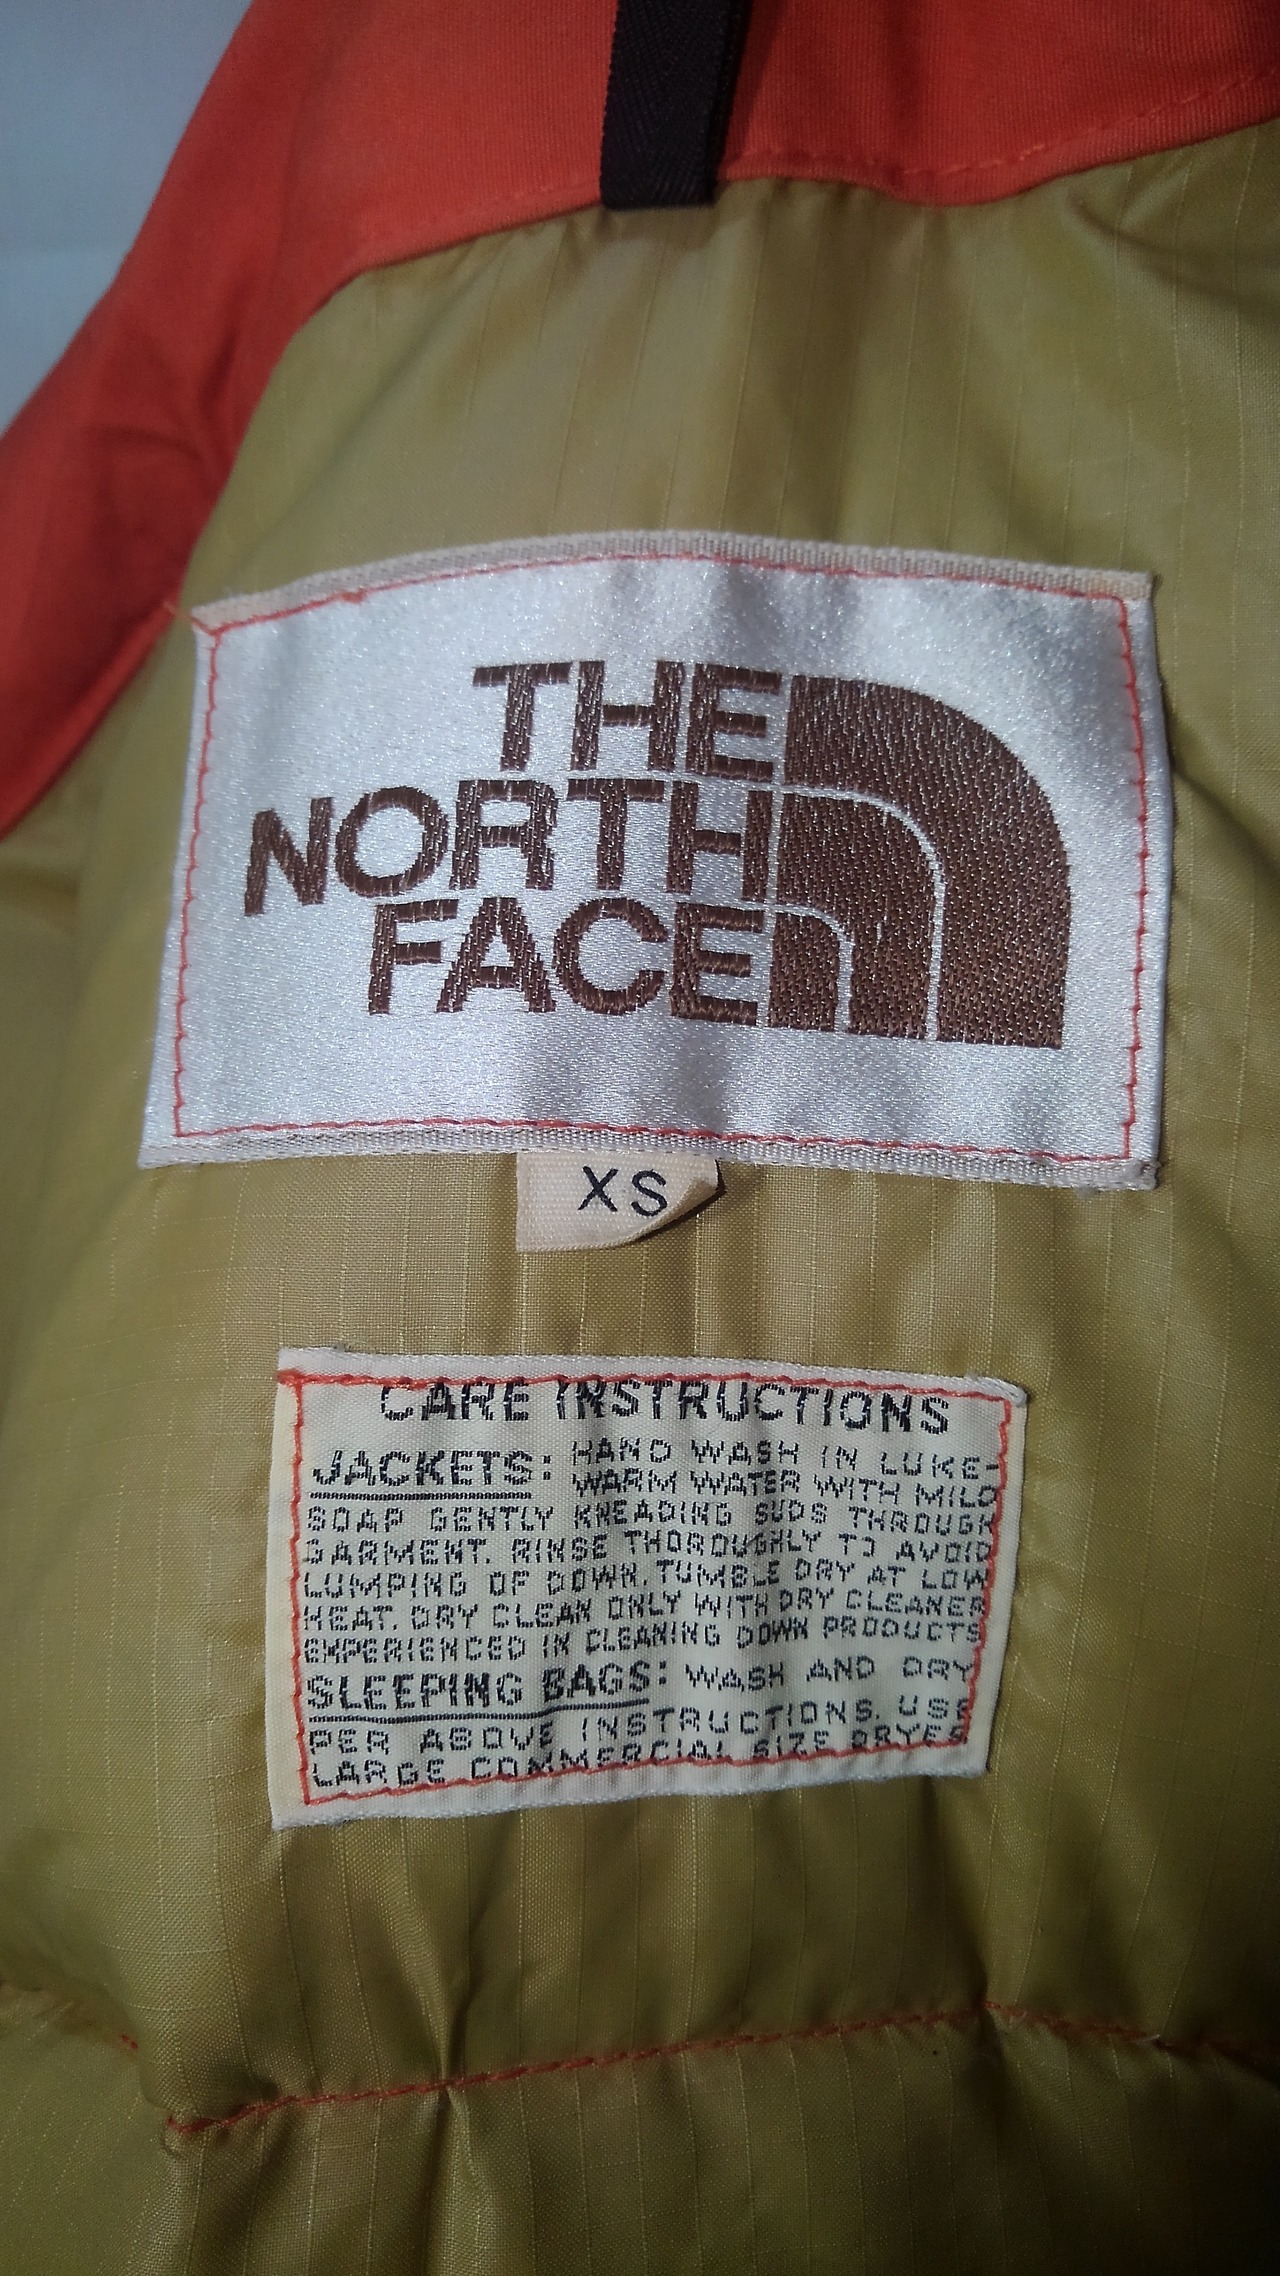 THE
NORTH
FACE
XS
CARE INSTRUCTIONS
JACKETS: HAND WASH IN LUKE-
WARM WATER WITH MILD
SOAP GENTLY KNEADING SUDS THROUGH
GARMENT. RINSE THOROUGHLY TO AVOID
LUMPING OF DOWN. TUMBLE DRY AT LOW
HEAT. DRY CLEAN ONLY WITH DRY CLEANER
EXPERIENCED IN CLEANING DOWN PRODUCTS
SLEEPING BAGS: WASH AND DRY
PER ABOVE INSTRUCTIONS. USE
LARGE COMMERCIAL SIZE DRYER